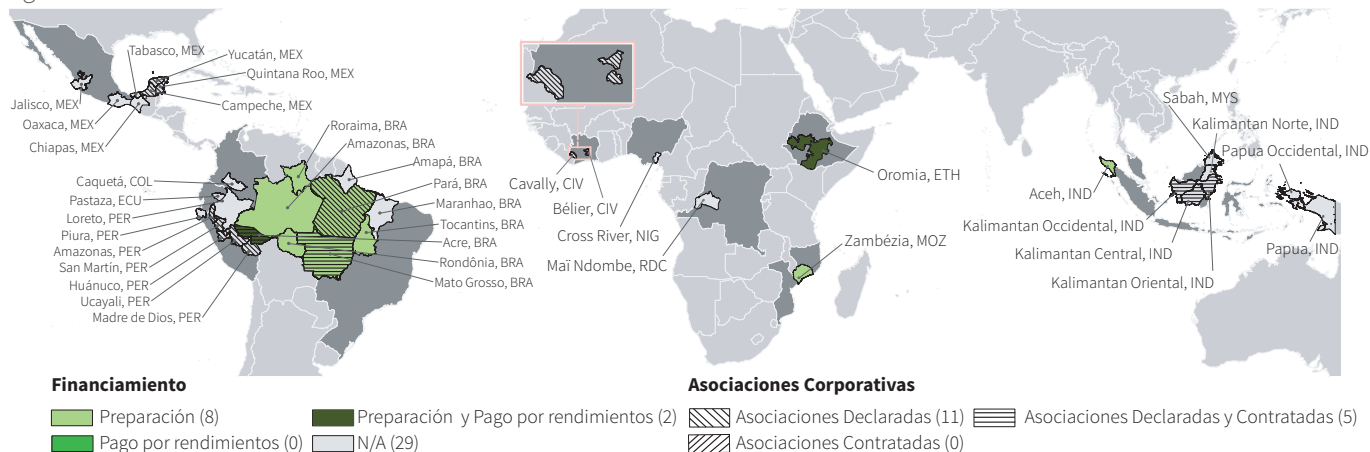 Tabasco, MEX
Yucatán, MEX
Quintana Roo, MEX
Jalisco, MEX
Campeche, MEX
Oaxaca, MEX
Chiapas, MEX
Roraima, BRA
Amazonas, BRA
Amapá, BRA
Caquetá, COL
Pará, BRA
Pastaza, ECU
Maranhao, BRA
Loreto, PER
Tocantins, BRA
Piura, PER
Acre, BRA
Amazonas, PER
Rondônia, BRA
San Martín, PER
Mato Grosso, BRA
Huánuco, PER
Ucayali, PER
Madre de Dios, PER
Cavally, CIV
Bélier, CIV
Cross River, NIG
Maï Ndombe, RDC
Oromia, ETH
Zambézia, MOZ
Sabah, MYS
Kalimantan Norte, IND
Papua Occidental, IND
Aceh, IND
Kalimantan Occidental, IND
Kalimantan Central, IND
Papua, IND
Kalimantan Oriental, IND
Financiamiento
Preparación (8)
Preparación y Pago por rendimientos (2)
Pago por rendimientos (0)
N/A (29)
Asociaciones Corporativas
Asociaciones Declaradas (11)
Asociaciones Declaradas y Contratadas (5)
Asociaciones Contratadas (0)